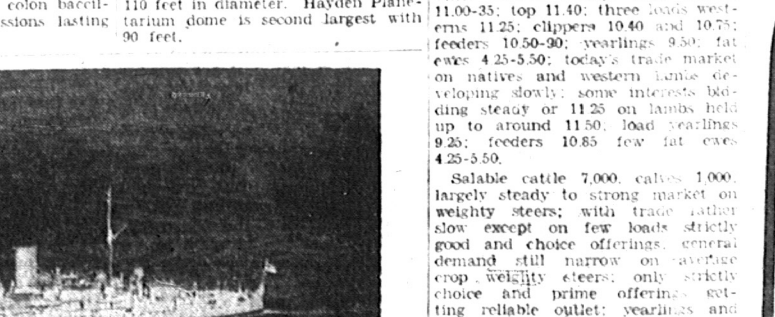 colon baccil-
ssions lasting
110 feet in diameter. Hayden Plane-
tarium dome is second largest with
90 feet.
11.00-35; top 11.40; three loads west-
erns 11.25; clippers 10.40 and 10.75;
feeders 10.50-90; yearlings 9.50; fat
ewes 4.25-5.50; today's trade market
on natives and western lambs de-
veloping slowly; some interests bid-
ding steady or 11.25 on lambs held
up to around 11.50; load yearlings
9.25; feeders 10.85 few fat ewes
4.25-5.50.
Salable cattle 7,000, calves 1,000,
largely steady to strong market on
weighty steers; with trade rather
slow except on few loads strictly
good and choice offerings, general
demand still narrow on average
crop weighty steers; only strictly
choice and prime offerings get-
ting reliable outlet; yearlings and